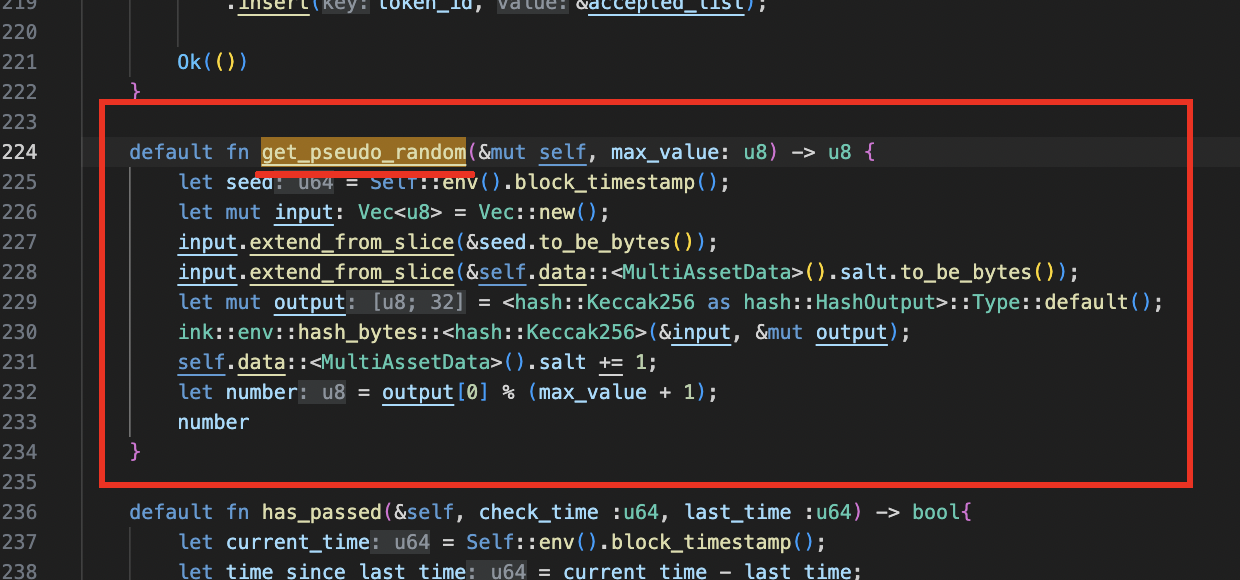 219 .insert(key: token_id, value: &accepted_list);
220
221 Ok(())
222 }
223
224 default fn get_pseudo_random(&mut self, max_value: u8) -> u8 {
225 let seed: u64 = Self::env().block_timestamp();
226 let mut input: Vec<u8> = Vec::new();
227 input.extend_from_slice(&seed.to_be_bytes());
228 input.extend_from_slice(&self.data::<MultiAssetData>().salt.to_be_bytes());
229 let mut output: [u8; 32] = <hash::Keccak256 as hash::HashOutput>::Type::default();
230 ink::env::hash_bytes::<hash::Keccak256>(&input, &mut output);
231 self.data::<MultiAssetData>().salt += 1;
232 let number: u8 = output[0] % (max_value + 1);
233 number
234 }
235
236 default fn has_passed(&self, check_time :u64, last_time :u64) -> bool{
237 let current_time: u64 = Self::env().block_timestamp();
238 let time_since_last_time: u64 = current_time - last_time;